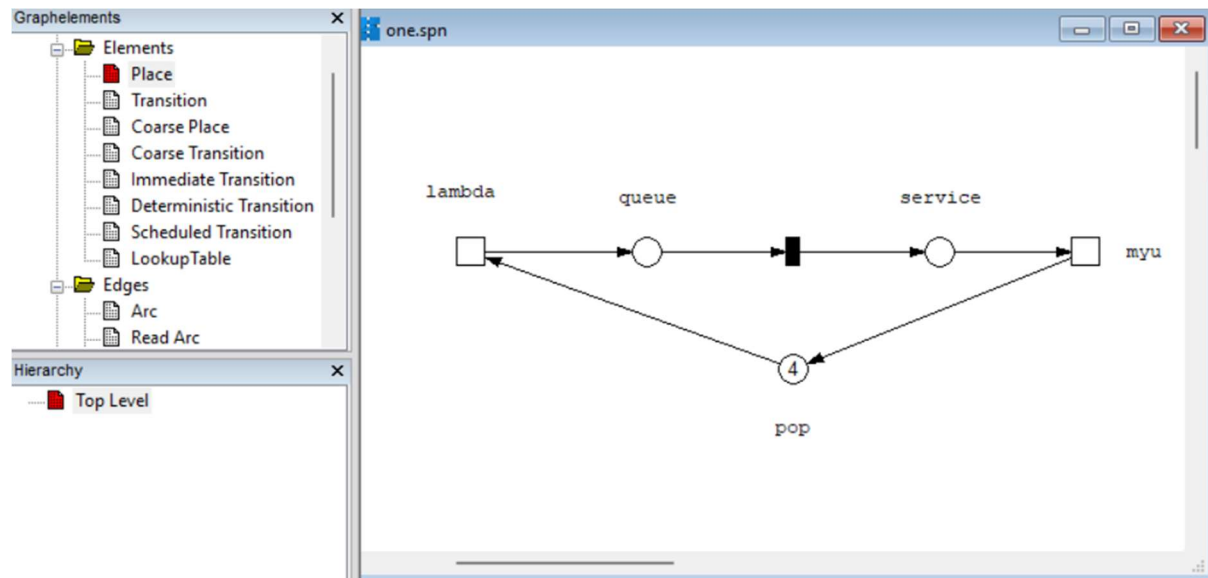 Graphelements
Elements
Place
Transition
Coarse Place
Coarse Transition
Immediate Transition
Deterministic Transition
Scheduled Transition
LookupTable
Edges
Arc
Read Arc
Hierarchy
Top Level
one.spn
lambda
queue
service
myu
4
pop